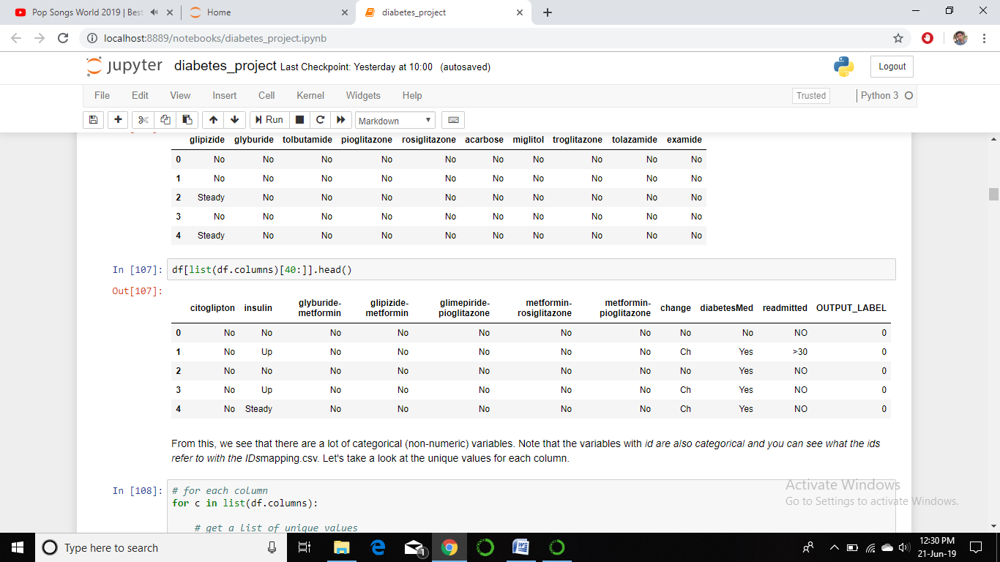 Pop Songs World 2019 | Best
Home
diabetes_project
localhost:8889/notebooks/diabetes_project.ipynb
jupyter diabetes_project Last Checkpoint: Yesterday at 10:00 (autosaved)
Logout
File Edit View Insert Cell Kernel Widgets Help
Trusted
Python 3
Run
Markdown
glipizide glyburide tolbutamide pioglitazone rosiglitazone acarbose miglitol troglitazone tolazamide examide
0 No No No No No No No No No No
1 No No No No No No No No No No
2 Steady No No No No No No No No No
3 No No No No No No No No No No
4 Steady No No No No No No No No No
In [107]: df[list(df.columns)[40:]].head()
Out[107]:
citoglipton insulin glyburide-metformin glipizide-metformin glimepiride-pioglitazone metformin-rosiglitazone metformin-pioglitazone change diabetesMed readmitted OUTPUT_LABEL
0 No No No No No No No No No NO 0
1 No Up No No No No No Ch Yes >30 0
2 No No No No No No No No Yes NO 0
3 No Up No No No No No Ch Yes NO 0
4 No Steady No No No No No Ch Yes NO 0
From this, we see that there are a lot of categorical (non-numeric) variables. Note that the variables with id are also categorical and you can see what the ids
refer to with the IDsmapping.csv. Let's take a look at the unique values for each column.
In [108]: # for each column
for c in list(df.columns):
# get a list of unique values
Activate Windows
Go to Settings to activate Windows.
Type here to search
1
12:30 PM
21-Jun-19